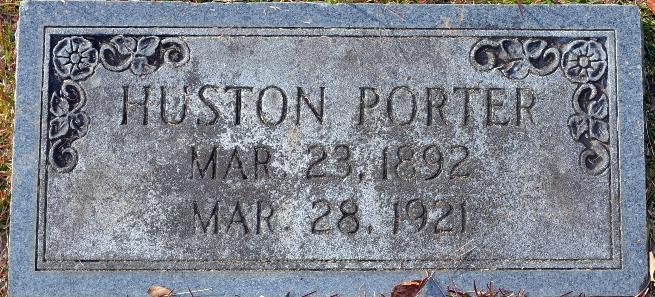 HUSTON PORTER
MAR. 23, 1892
MAR. 28, 1921